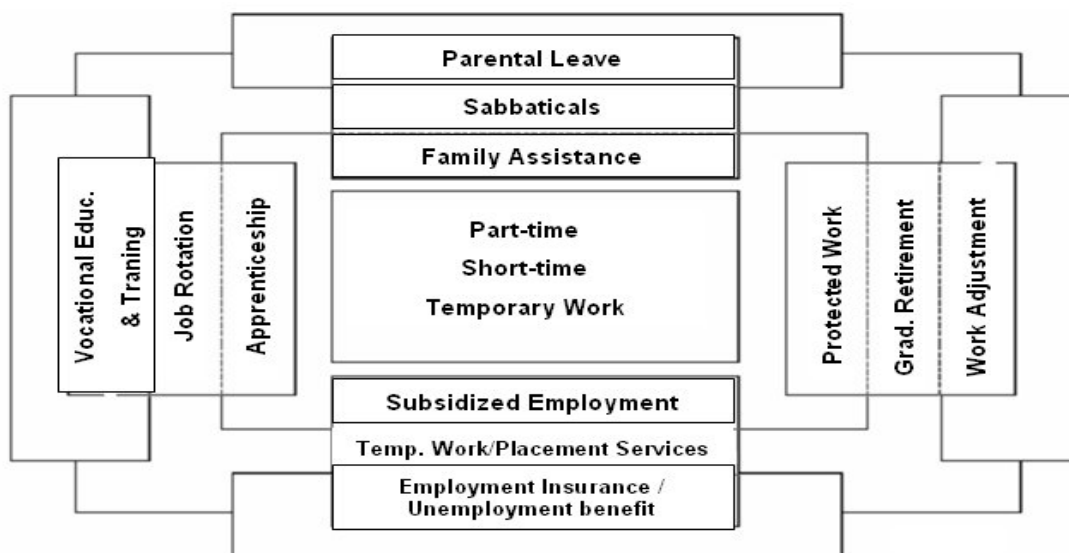 Parental Leave
Sabbaticals
Family Assistance
Vocational Educ.
& Traning
Job Rotation
Apprenticeship
Part-time
Short-time
Temporary Work
Protected Work
Grad. Retirement
Work Adjustment
Subsidized Employment
Temp. Work/Placement Services
Employment Insurance /
Unemployment benefit